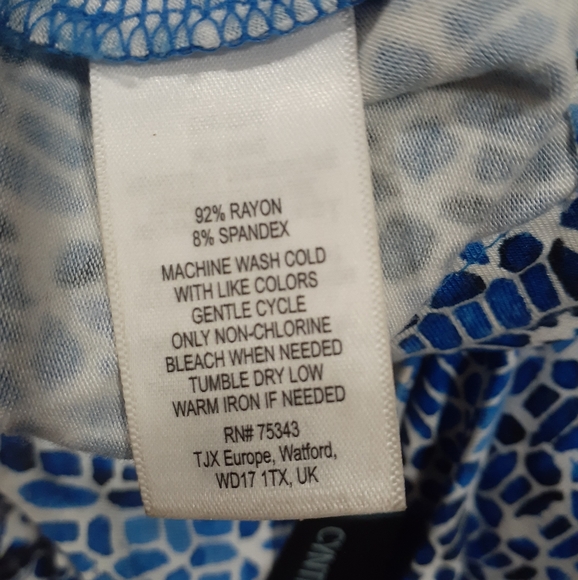 92% RAYON
8% SPANDEX
MACHINE WASH COLD
WITH LIKE COLORS
GENTLE CYCLE
ONLY NON-CHLORINE
BLEACH WHEN NEEDED
TUMBLE DRY LOW
WARM IRON IF NEEDED
RN# 75343
TJX Europe, Watford,
WD17 1TX, UK